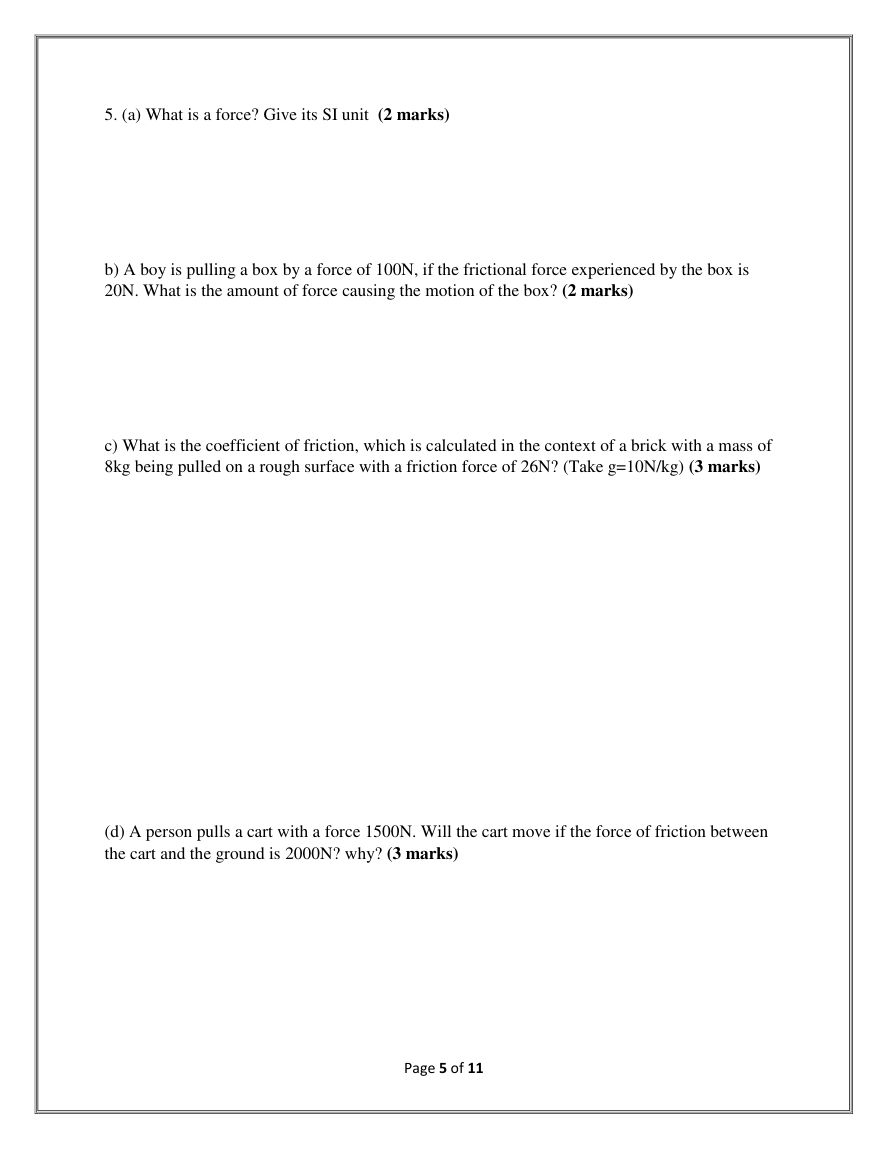 5. (a) What is a force? Give its SI unit (2 marks)
b) A boy is pulling a box by a force of 100N, if the frictional force experienced by the box is
20N. What is the amount of force causing the motion of the box? (2 marks)
c) What is the coefficient of friction, which is calculated in the context of a brick with a mass of
8kg being pulled on a rough surface with a friction force of 26N? (Take g=10N/kg) (3 marks)
(d) A person pulls a cart with a force 1500N. Will the cart move if the force of friction between
the cart and the ground is 2000N? why? (3 marks)
Page 5 of 11